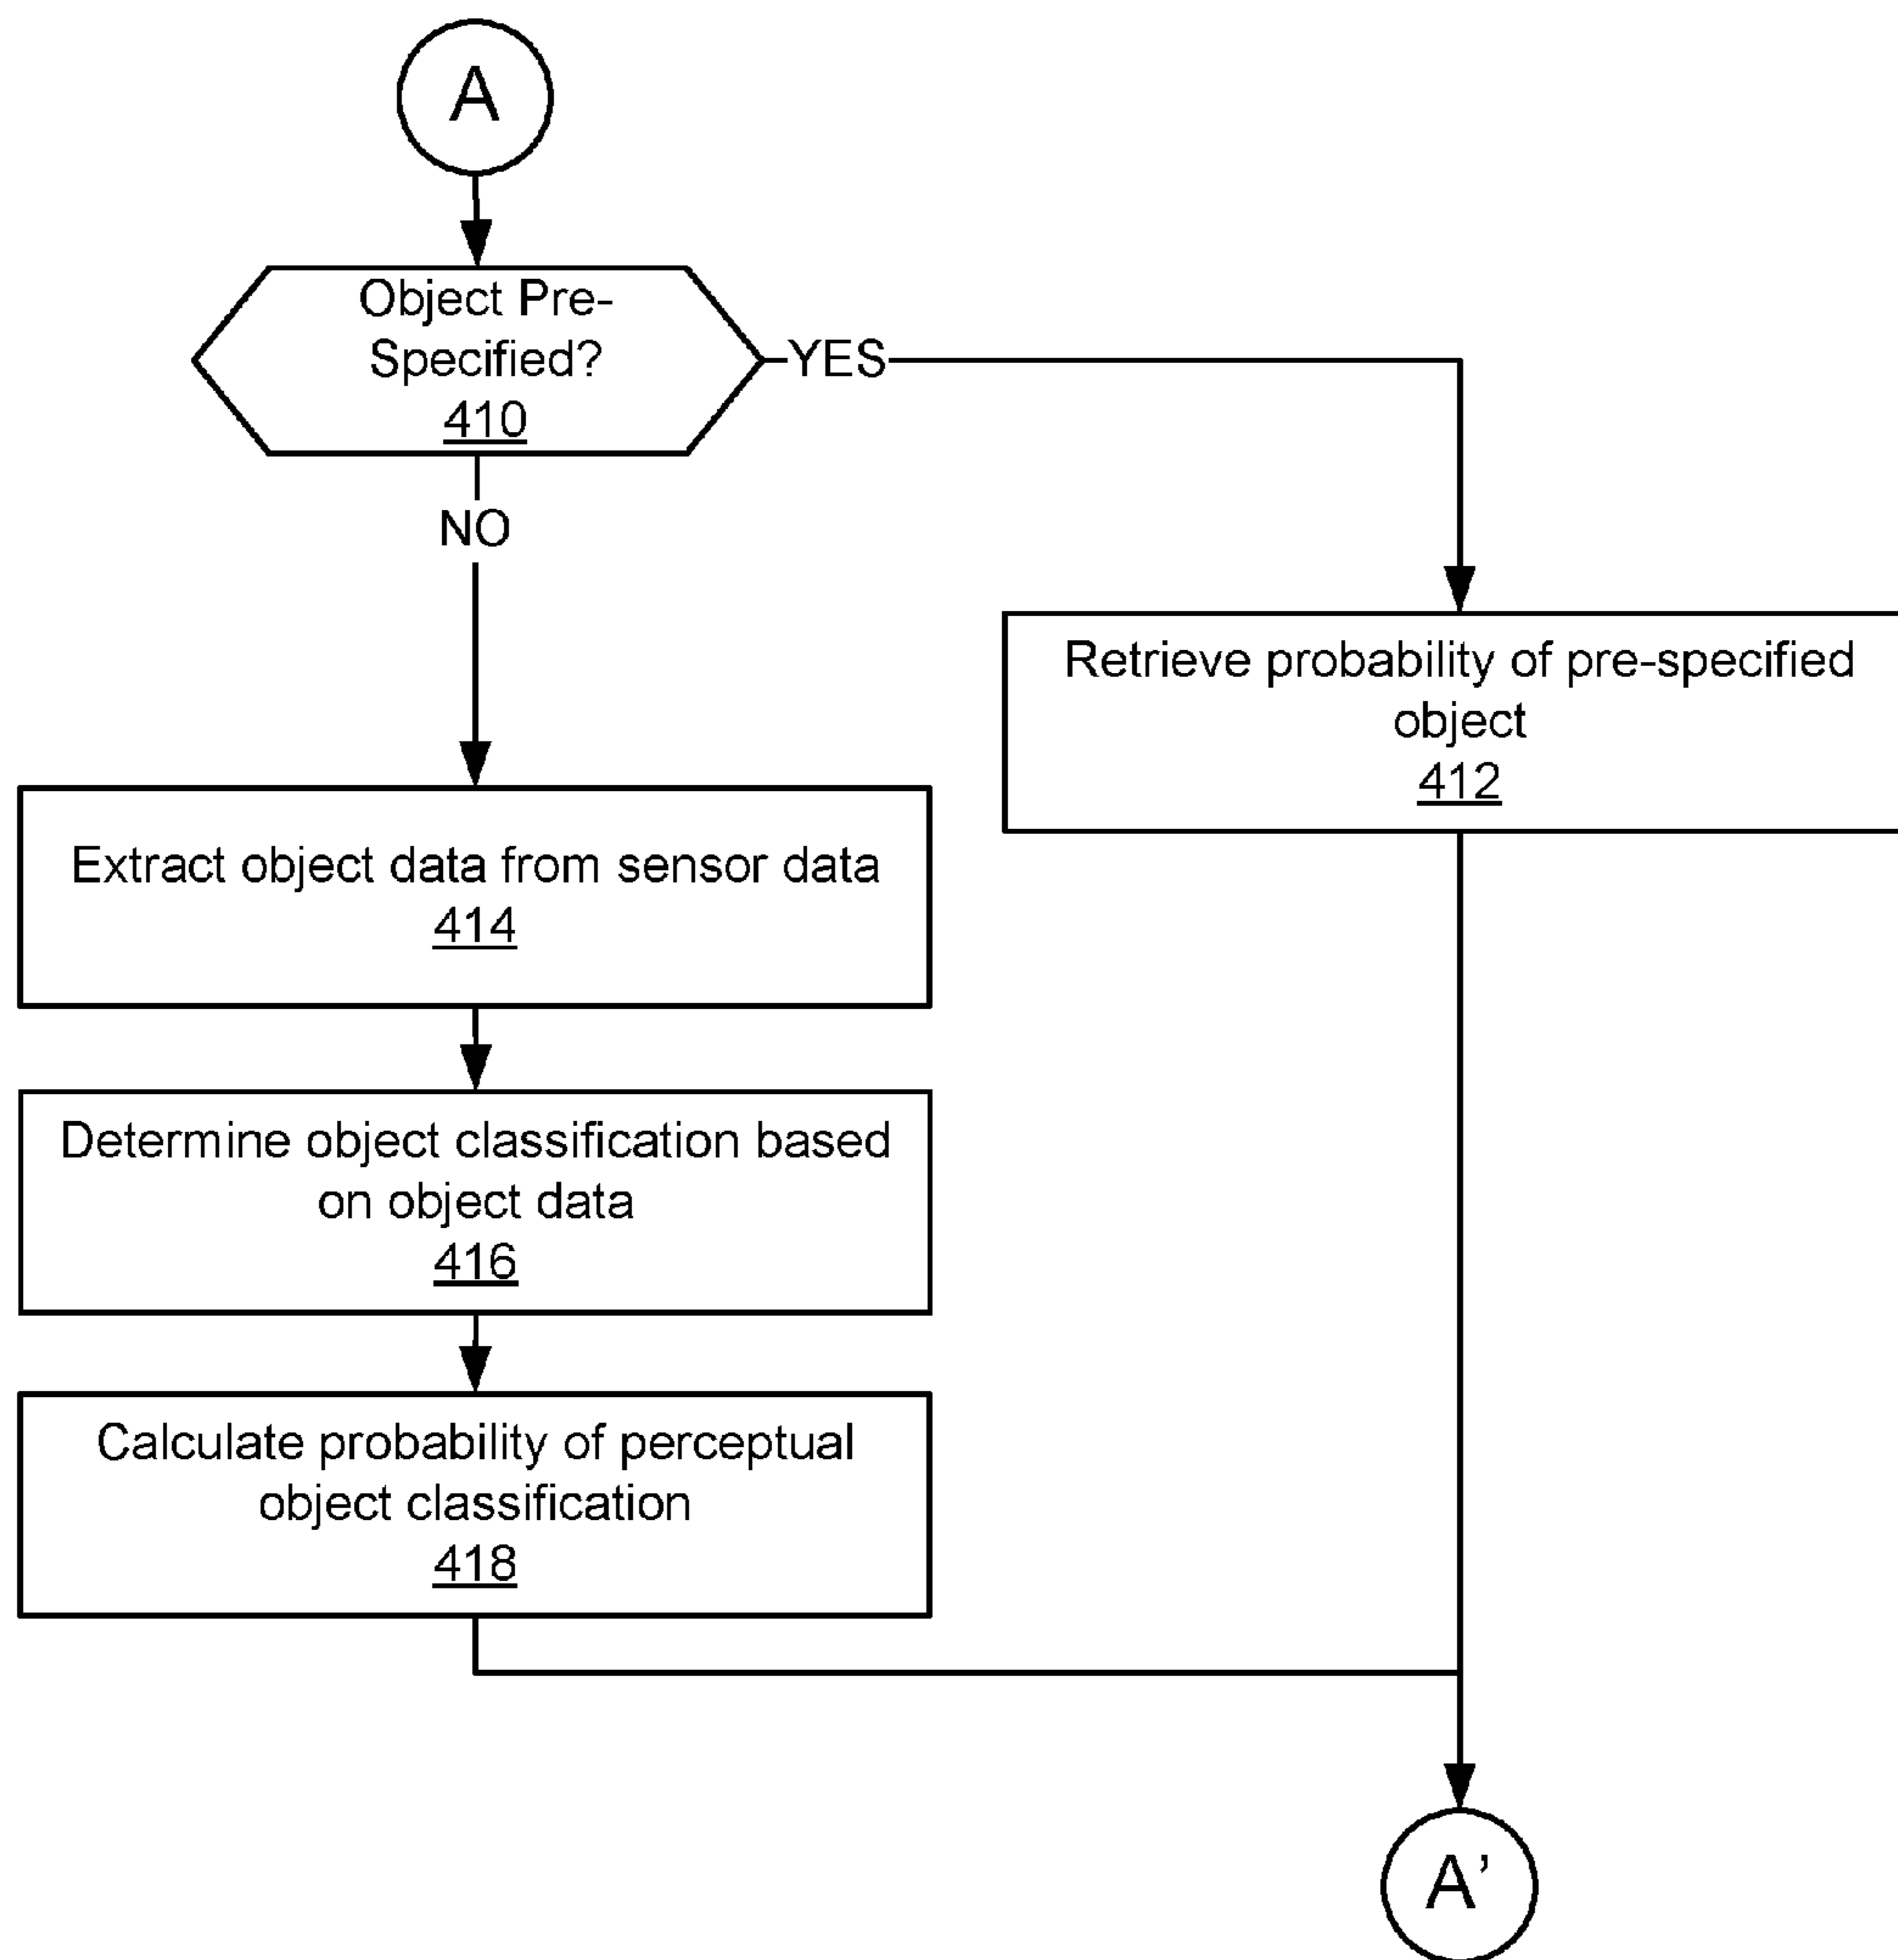 A
Object Pre-
Specified?
410
YES
NO
Retrieve probability of pre-specified
object
412
Extract object data from sensor data
414
Determine object classification based
on object data
416
Calculate probability of perceptual
object classification
418
A’